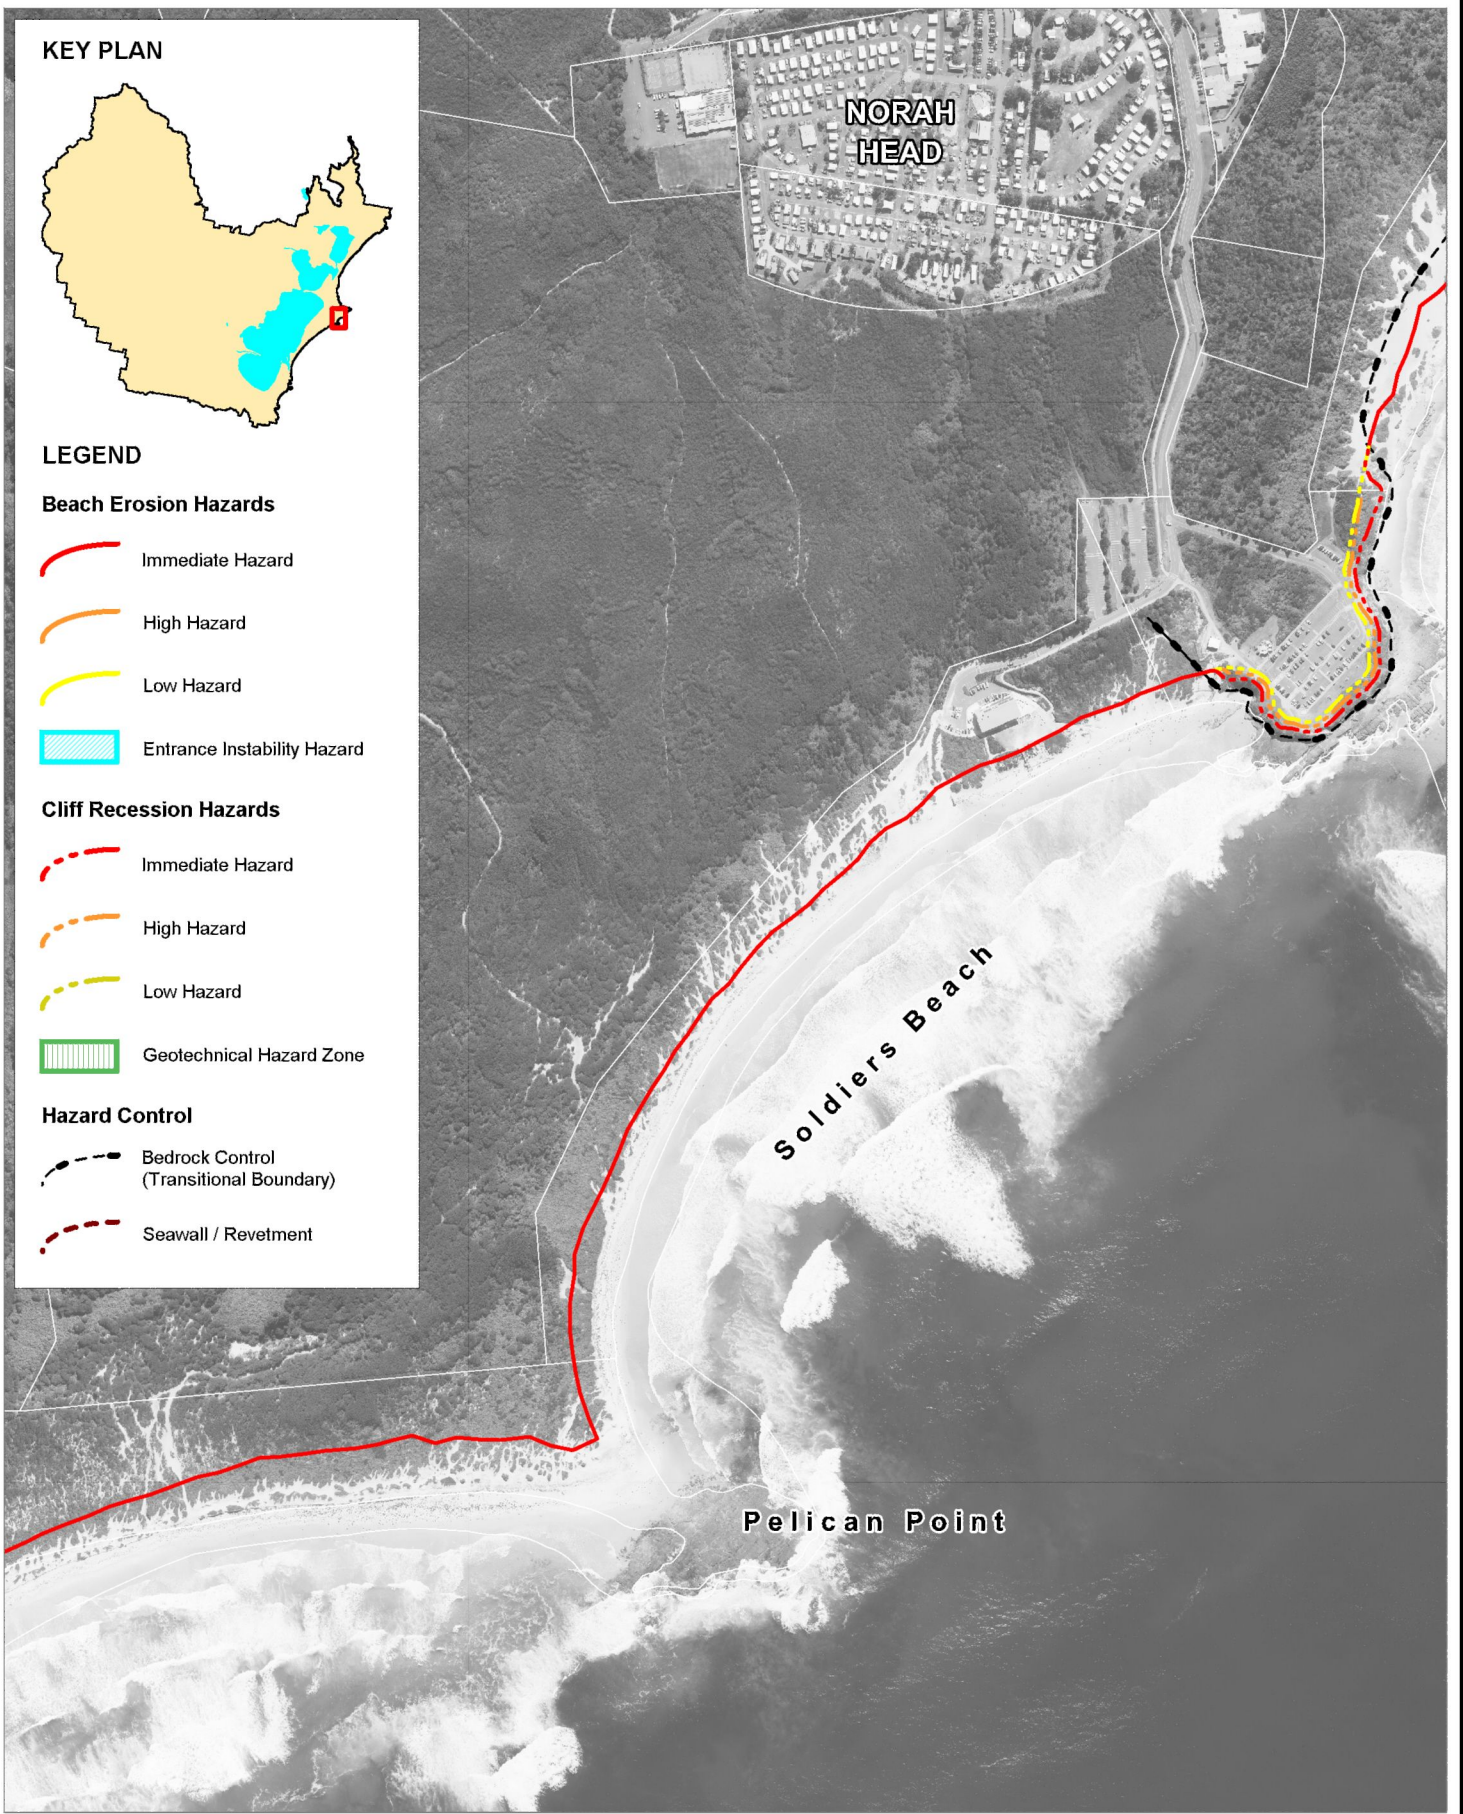 KEY PLAN
LEGEND
Beach Erosion Hazards
Immediate Hazard
High Hazard
Low Hazard
Entrance Instability Hazard
Cliff Recession Hazards
Immediate Hazard
High Hazard
Low Hazard
Geotechnical Hazard Zone
Hazard Control
Bedrock Control
(Transitional Boundary)
Seawall / Revetment
NORAH
HEAD
Soldiers Beach
Pelican Point